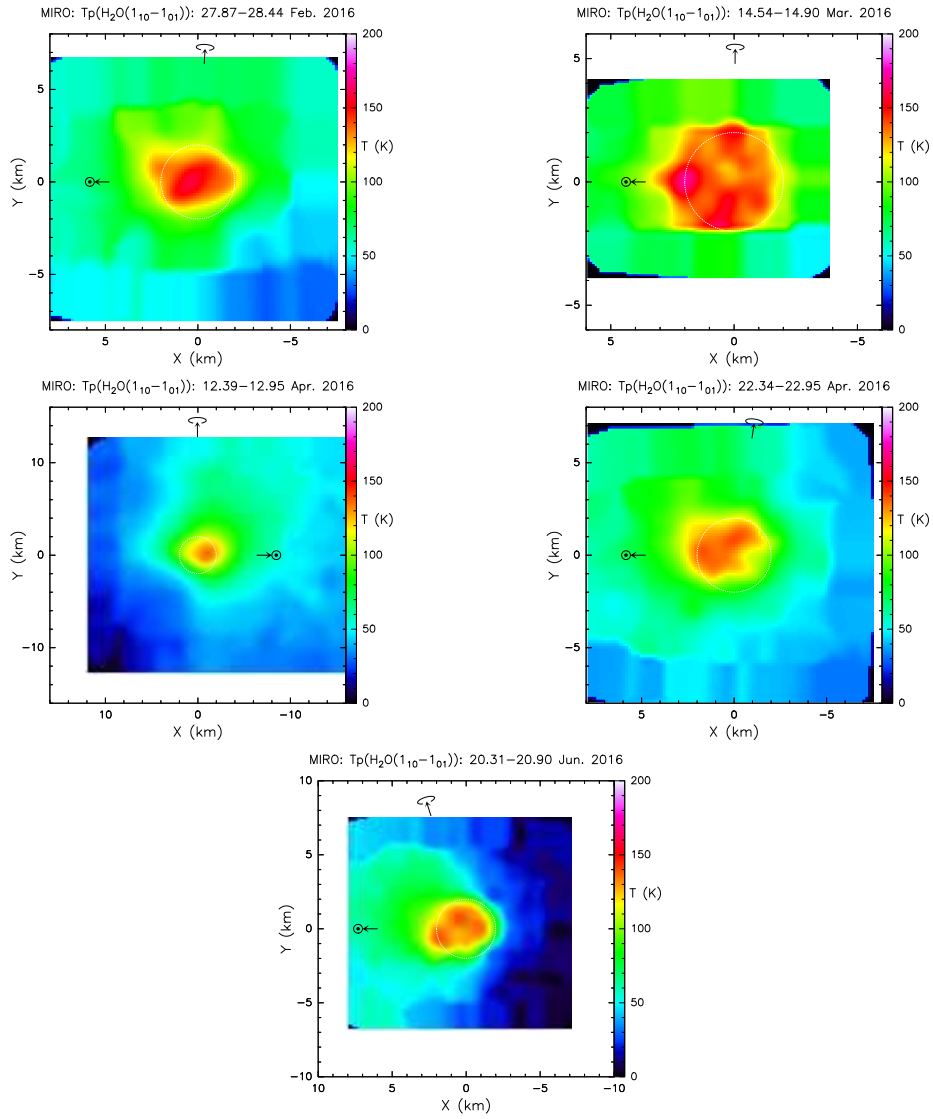 MIRO: Tp(H₂O(1₁₀−1₀₁)): 27.87−28.44 Feb. 2016
Y (km)
5
0
−5
5
0
−5
X (km)
200
150
T (K)
100
50
0
MIRO: Tp(H₂O(1₁₀−1₀₁)): 14.54−14.90 Mar. 2016
Y (km)
5
0
−5
5
0
−5
X (km)
200
150
T (K)
100
50
0
MIRO: Tp(H₂O(1₁₀−1₀₁)): 12.39−12.95 Apr. 2016
Y (km)
10
0
−10
10
0
−10
X (km)
200
150
T (K)
100
50
0
MIRO: Tp(H₂O(1₁₀−1₀₁)): 22.34−22.95 Apr. 2016
Y (km)
5
0
−5
5
0
−5
X (km)
200
150
T (K)
100
50
0
MIRO: Tp(H₂O(1₁₀−1₀₁)): 20.31−20.90 Jun. 2016
Y (km)
10
5
0
−5
−10
10
5
0
−5
−10
X (km)
200
150
T (K)
100
50
0